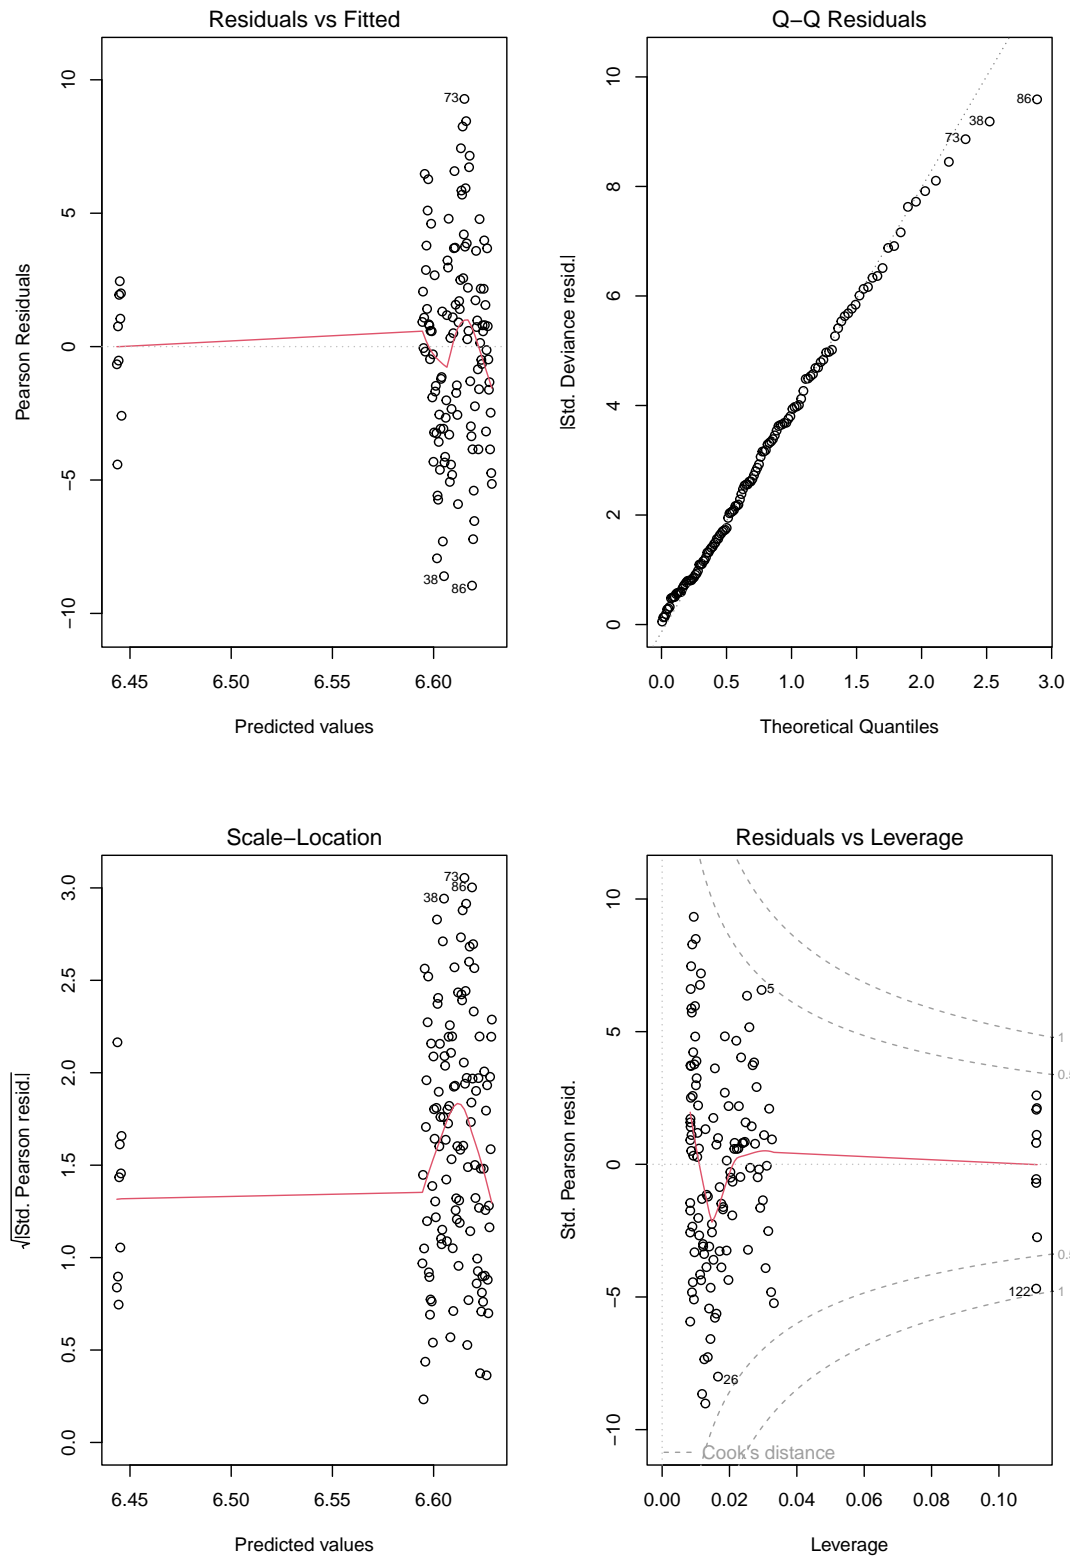 Residuals vs Fitted
Pearson Residuals
10
5
0
−5
−10
73
38
86
6.45 6.50 6.55 6.60
Predicted values
Q−Q Residuals
|Std. Deviance resid.|
10
8
6
4
2
0
86
38
73
0.0 0.5 1.0 1.5 2.0 2.5 3.0
Theoretical Quantiles
Scale−Location
√|Std. Pearson resid.|
3.0
2.5
2.0
1.5
1.0
0.5
0.0
73
86
38
6.45 6.50 6.55 6.60
Predicted values
Residuals vs Leverage
Std. Pearson resid.
10
5
0
−5
−10
5
26
122
1
0.5
0.5
1
Cook's distance
0.00 0.02 0.04 0.06 0.08 0.10
Leverage